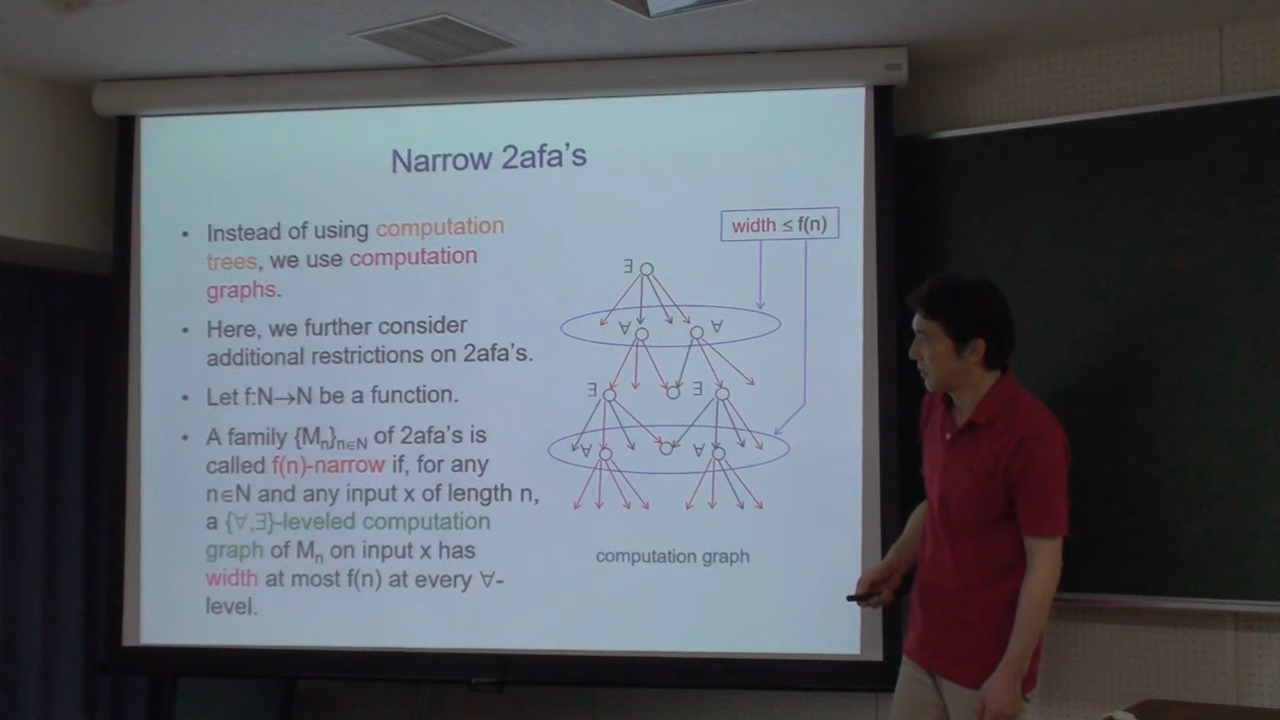 Narrow 2afa's
• Instead of using computation
trees, we use computation
graphs.
• Here, we further consider
additional restrictions on 2afa's.
• Let f:N→N be a function.
• A family {Mₙ}ₙ∈N of 2afa's is
called f(n)-narrow if, for any
n∈N and any input x of length n,
a {∀,∃}-leveled computation
graph of Mₙ on input x has
width at most f(n) at every ∀-
level.
width ≤ f(n)
∃
∀ ∀
∃ ∃
∀ ∀
computation graph